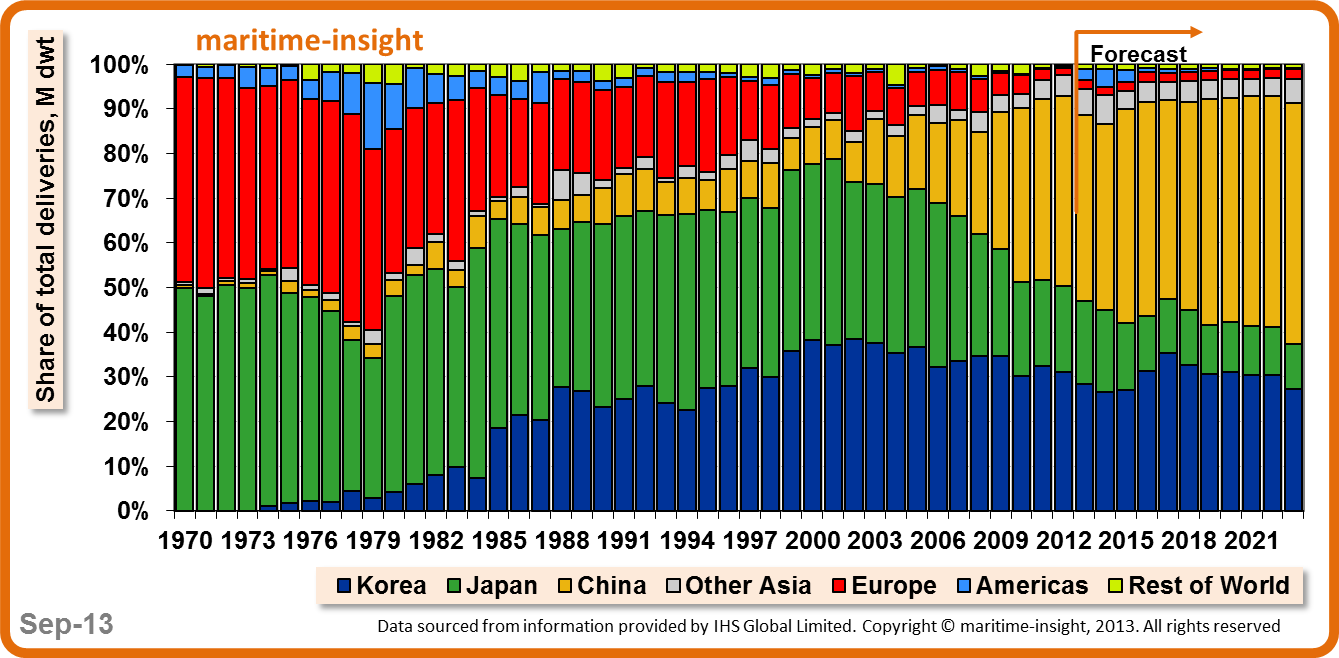 maritime-insight
Forecast
Share of total deliveries, M dwt
100%
90%
80%
70%
60%
50%
40%
30%
20%
10%
0%
1970 1973 1976 1979 1982 1985 1988 1991 1994 1997 2000 2003 2006 2009 2012 2015 2018 2021
Korea Japan China Other Asia Europe Americas Rest of World
Sep-13
Data sourced from information provided by IHS Global Limited. Copyright © maritime-insight, 2013. All rights reserved